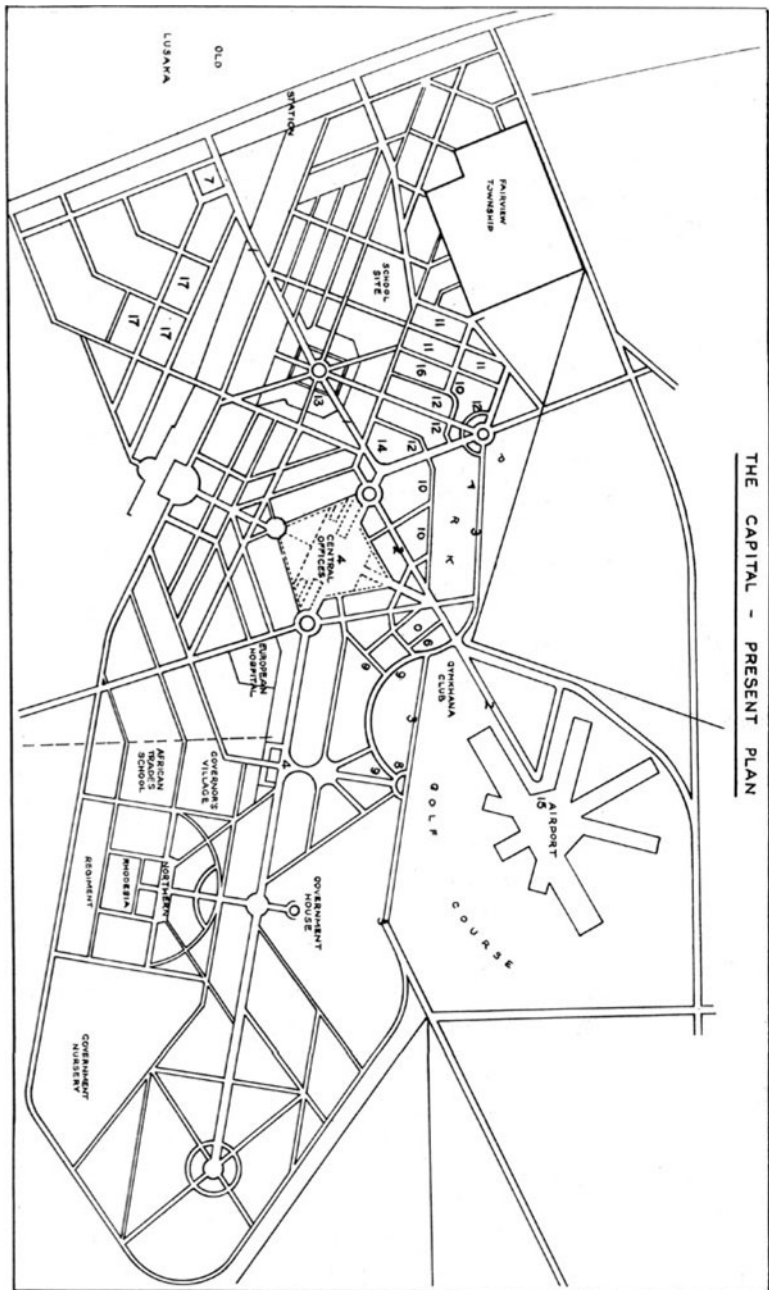 THE CAPITAL - PRESENT PLAN
OLD
LUSAKA
STATION
FAIRVIEW
TOWNSHIP
SCHOOL
SITE
7
17
17
17
11
11
11
16
10
12
12
12
12
14
13
10
10
PARK
3
4
CENTRAL
OFFICES
2
EUROPEAN
HOSPITAL
GYMKHANA
CLUB
0
6
9
9
3
8
9
2
AIRPORT
15
GOLF
COURSE
4
GOVERNOR'S
VILLAGE
AFRICAN
TRADES
SCHOOL
GOVERNMENT
HOUSE
NORTHERN
RHODESIA
REGIMENT
GOVERNMENT
NURSERY